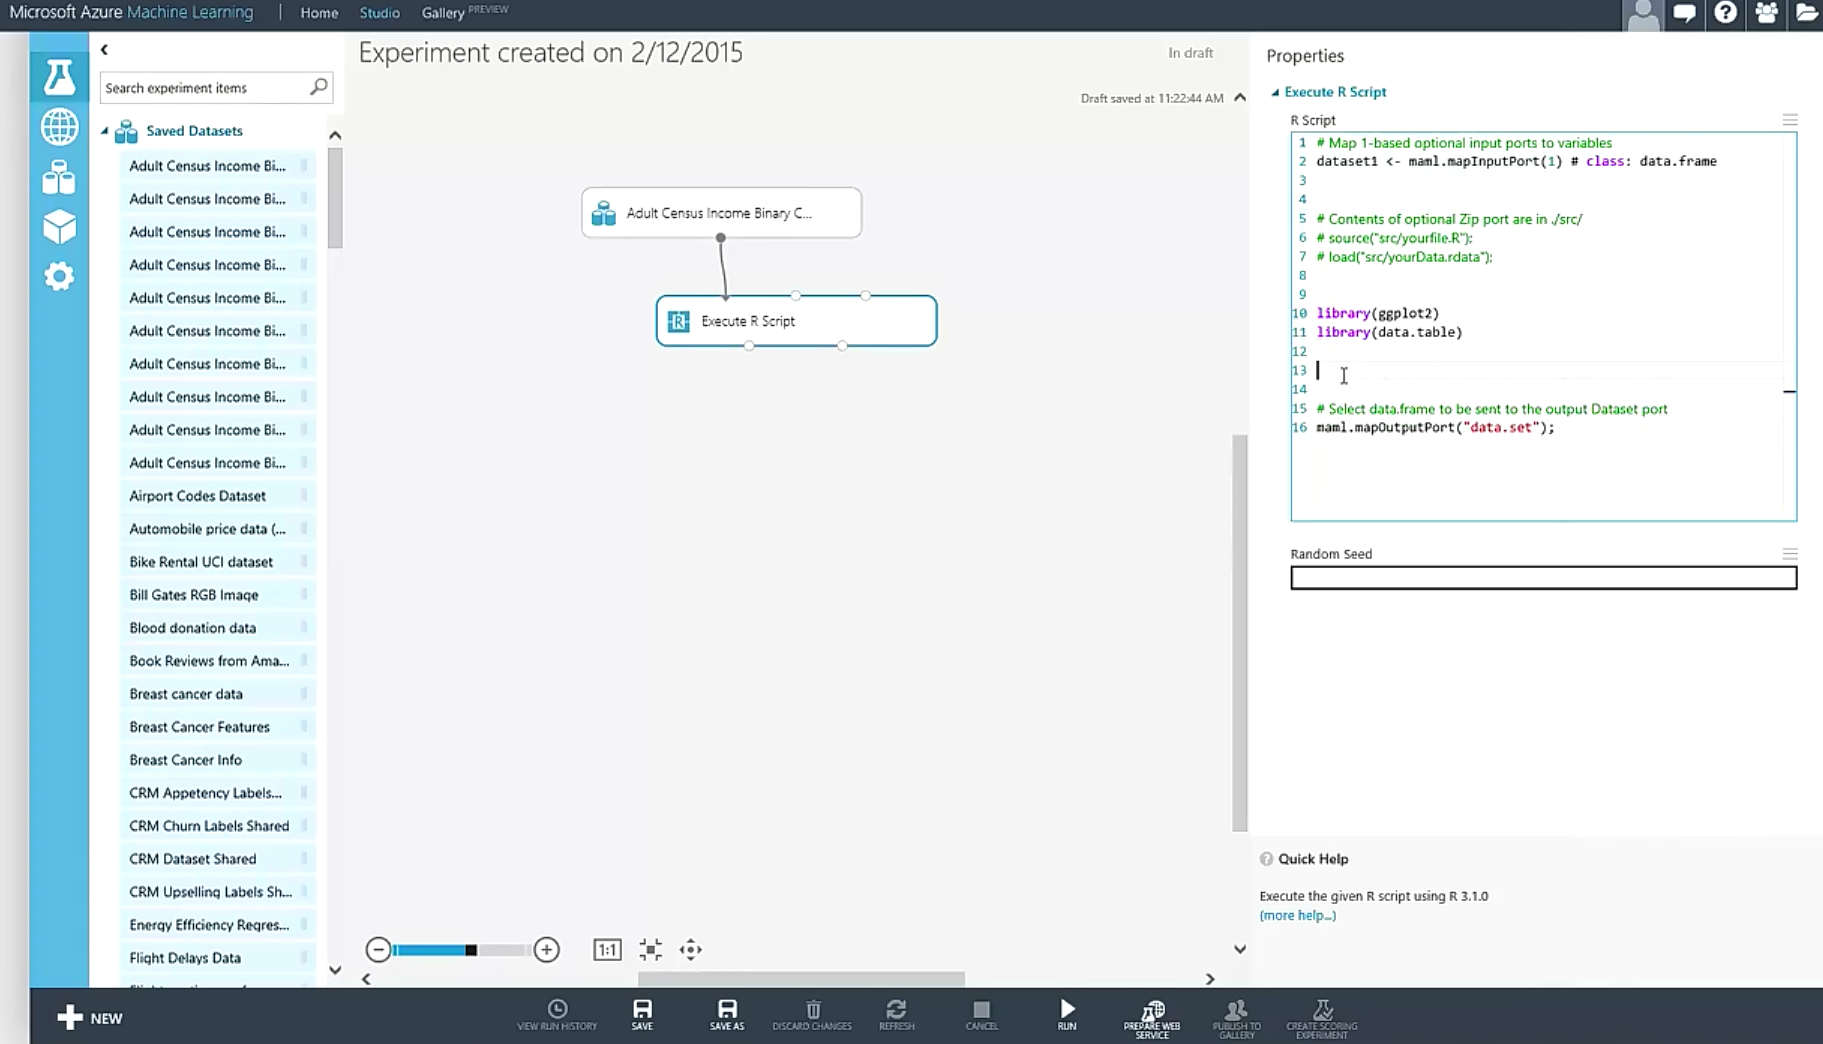 Microsoft Azure Machine Learning | Home Studio Gallery PREVIEW
Experiment created on 2/12/2015
In draft
Draft saved at 11:22:44 AM
Search experiment items
Saved Datasets
Adult Census Income Bi...
Adult Census Income Bi...
Adult Census Income Bi...
Adult Census Income Bi...
Adult Census Income Bi...
Adult Census Income Bi...
Adult Census Income Bi...
Adult Census Income Bi...
Adult Census Income Bi...
Adult Census Income Bi...
Airport Codes Dataset
Automobile price data (...
Bike Rental UCI dataset
Bill Gates RGB Image
Blood donation data
Book Reviews from Ama...
Breast cancer data
Breast Cancer Features
Breast Cancer Info
CRM Appetency Labels...
CRM Churn Labels Shared
CRM Dataset Shared
CRM Upselling Labels Sh...
Energy Efficiency Regres...
Flight Delays Data
Adult Census Income Binary C...
R Execute R Script
1:1
Properties
Execute R Script
R Script
1 # Map 1-based optional input ports to variables
2 dataset1 <- maml.mapInputPort(1) # class: data.frame
3
4
5 # Contents of optional Zip port are in ./src/
6 # source("src/yourfile.R");
7 # load("src/yourData.rdata");
8
9
10 library(ggplot2)
11 library(data.table)
12
13
14
15 # Select data.frame to be sent to the output Dataset port
16 maml.mapOutputPort("data.set");
Random Seed
Quick Help
Execute the given R script using R 3.1.0
(more help...)
NEW
VIEW RUN HISTORY
SAVE
SAVE AS
DISCARD CHANGES
REFRESH
CANCEL
RUN
PREPARE WEB
SERVICE
PUBLISH TO
GALLERY
CREATE SCORING
EXPERIMENT